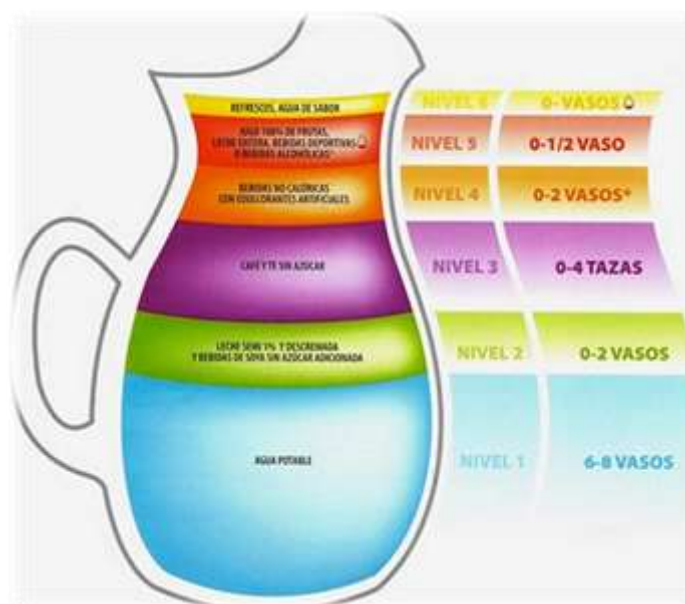 REFRESCOS, AGUA DE SABOR
NIVEL 6
0- VASOS
JUGO 100% DE FRUTAS,
LECHE ENTERA, BEBIDAS DEPORTIVAS
O BEBIDAS ALCOHÓLICAS*
NIVEL 5
0-1/2 VASO
BEBIDAS NO CALÓRICAS
CON EDULCORANTES ARTIFICIALES
NIVEL 4
0-2 VASOS*
CAFÉ Y TE SIN AZÚCAR
NIVEL 3
0-4 TAZAS
LECHE SEMI 1% Y DESCREMADA
Y BEBIDAS DE SOYA SIN AZÚCAR ADICIONADA
NIVEL 2
0-2 VASOS
AGUA POTABLE
NIVEL 1
6-8 VASOS